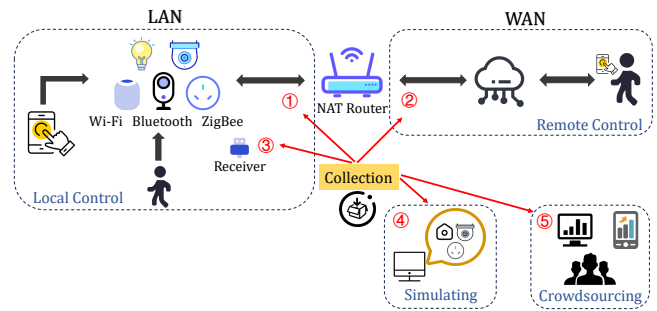 LAN
WAN
①
NAT Router
②
Wi-Fi Bluetooth ZigBee
③
Receiver
Remote Control
Collection
Local Control
④
⑤
Simulating
Crowdsourcing